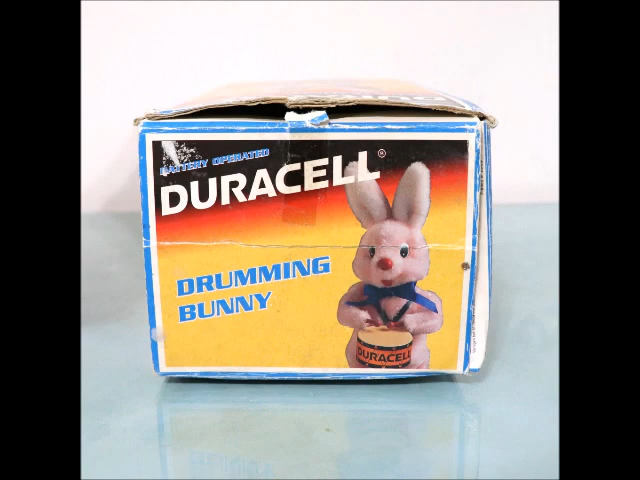 BATTERY OPERATED
DURACELL®
DRUMMING
BUNNY
DURACELL